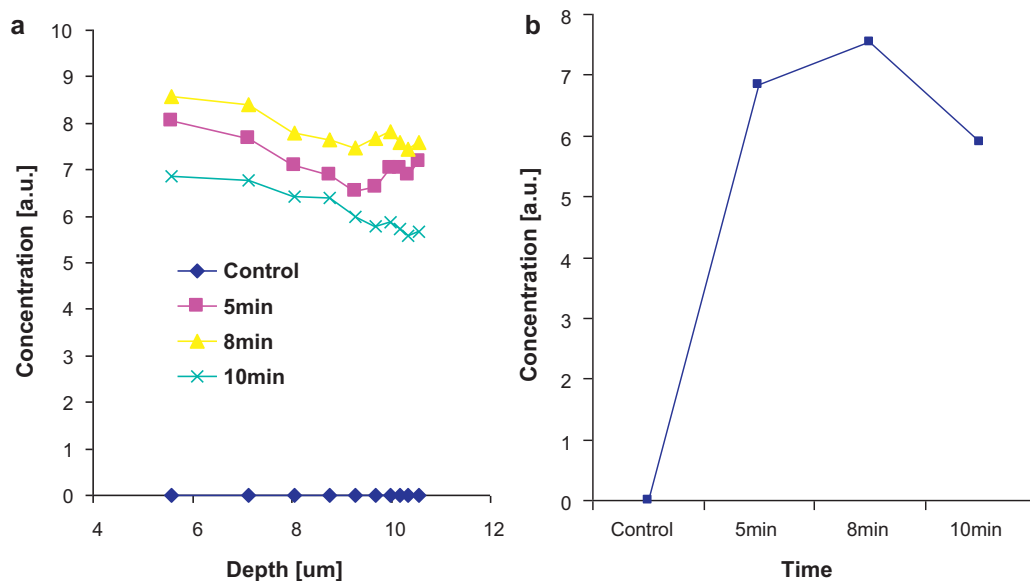 a
Concentration [a.u.]
10
9
8
7
6
5
4
3
2
1
0
Control
5min
8min
10min
4 6 8 10 12
Depth [um]
b
Concentration [a.u.]
8
7
6
5
4
3
2
1
0
Control 5min 8min 10min
Time